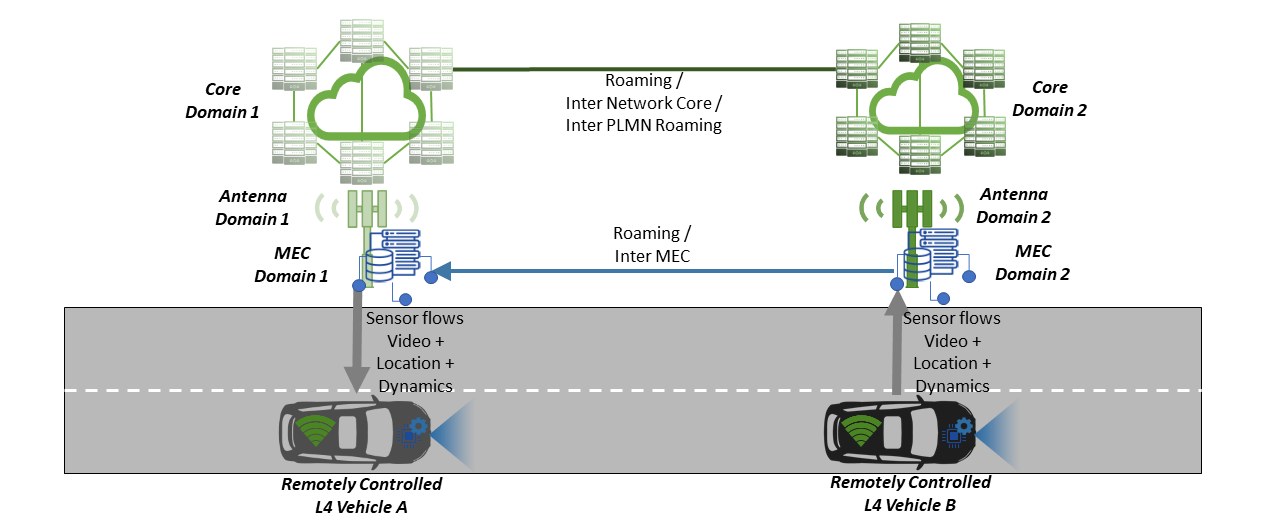 Core
Domain 1
Roaming /
Inter Network Core /
Inter PLMN Roaming
Core
Domain 2
Antenna
Domain 1
Antenna
Domain 2
MEC
Domain 1
Roaming /
Inter MEC
MEC
Domain 2
Sensor flows
Video +
Location +
Dynamics
Sensor flows
Video +
Location +
Dynamics
Remotely Controlled
L4 Vehicle A
Remotely Controlled
L4 Vehicle B